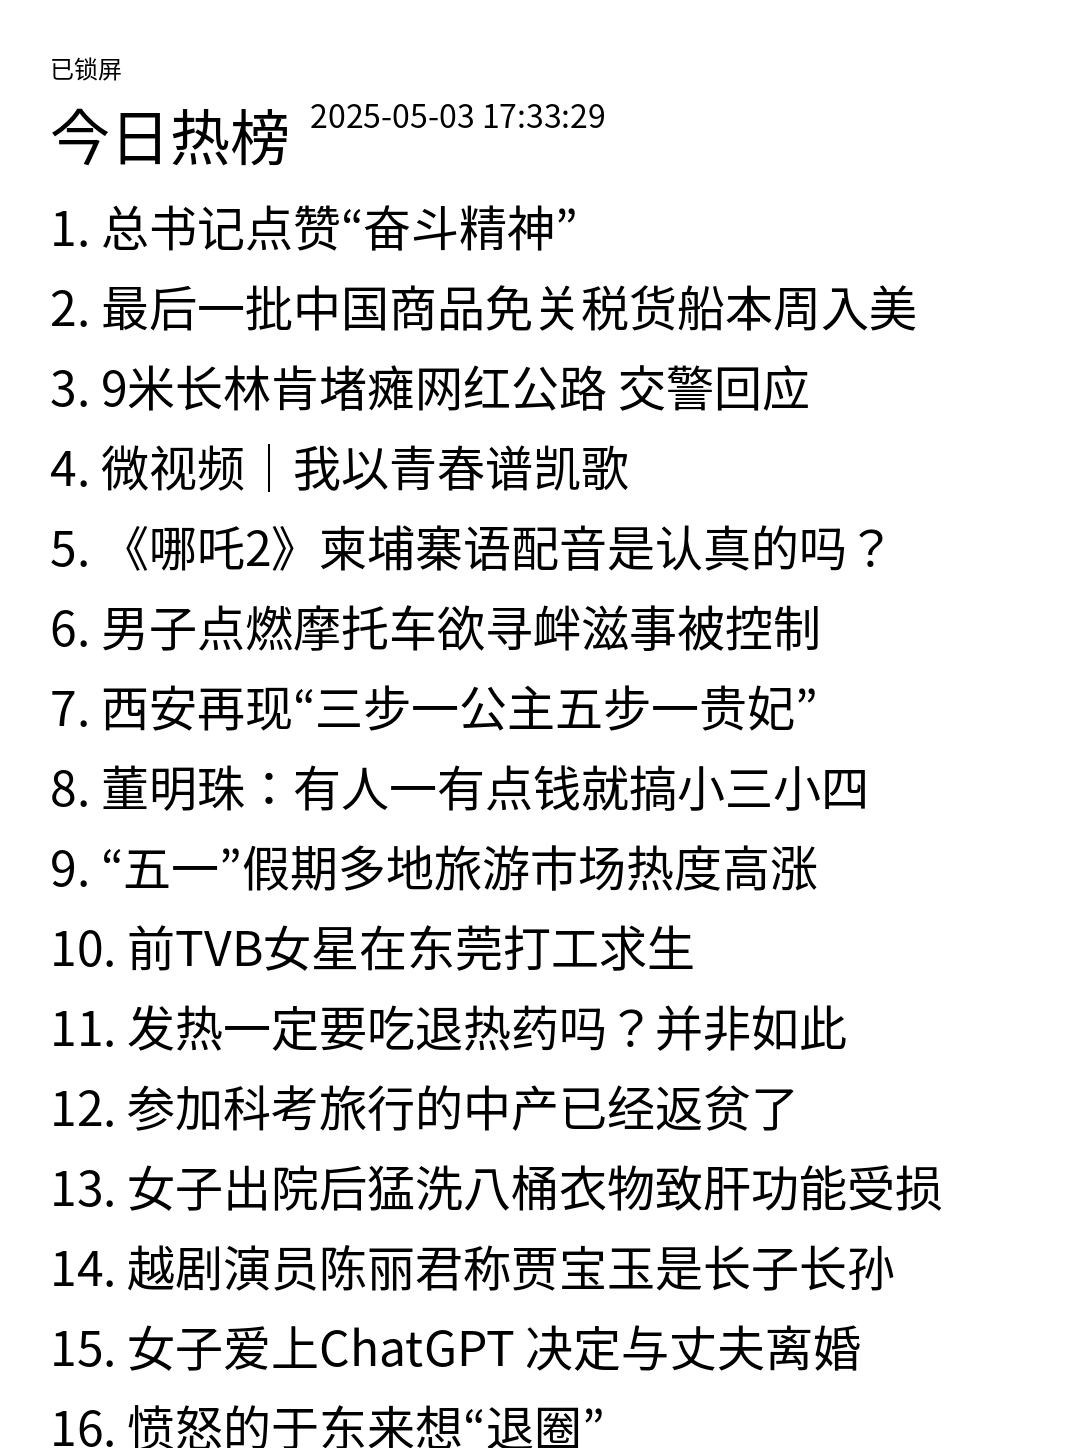 已锁屏
今日热榜 2025-05-03 17:33:29
1. 总书记点赞“奋斗精神”
2. 最后一批中国商品免关税货船本周入美
3. 9米长林肯堵瘫网红公路 交警回应
4. 微视频｜我以青春谱凯歌
5. 《哪吒2》柬埔寨语配音是认真的吗？
6. 男子点燃摩托车欲寻衅滋事被控制
7. 西安再现“三步一公主五步一贵妃”
8. 董明珠：有人一有点钱就搞小三小四
9. “五一”假期多地旅游市场热度高涨
10. 前TVB女星在东莞打工求生
11. 发热一定要吃退热药吗？并非如此
12. 参加科考旅行的中产已经返贫了
13. 女子出院后猛洗八桶衣物致肝功能受损
14. 越剧演员陈丽君称贾宝玉是长子长孙
15. 女子爱上ChatGPT 决定与丈夫离婚
16. 愤怒的于东来想“退圈”